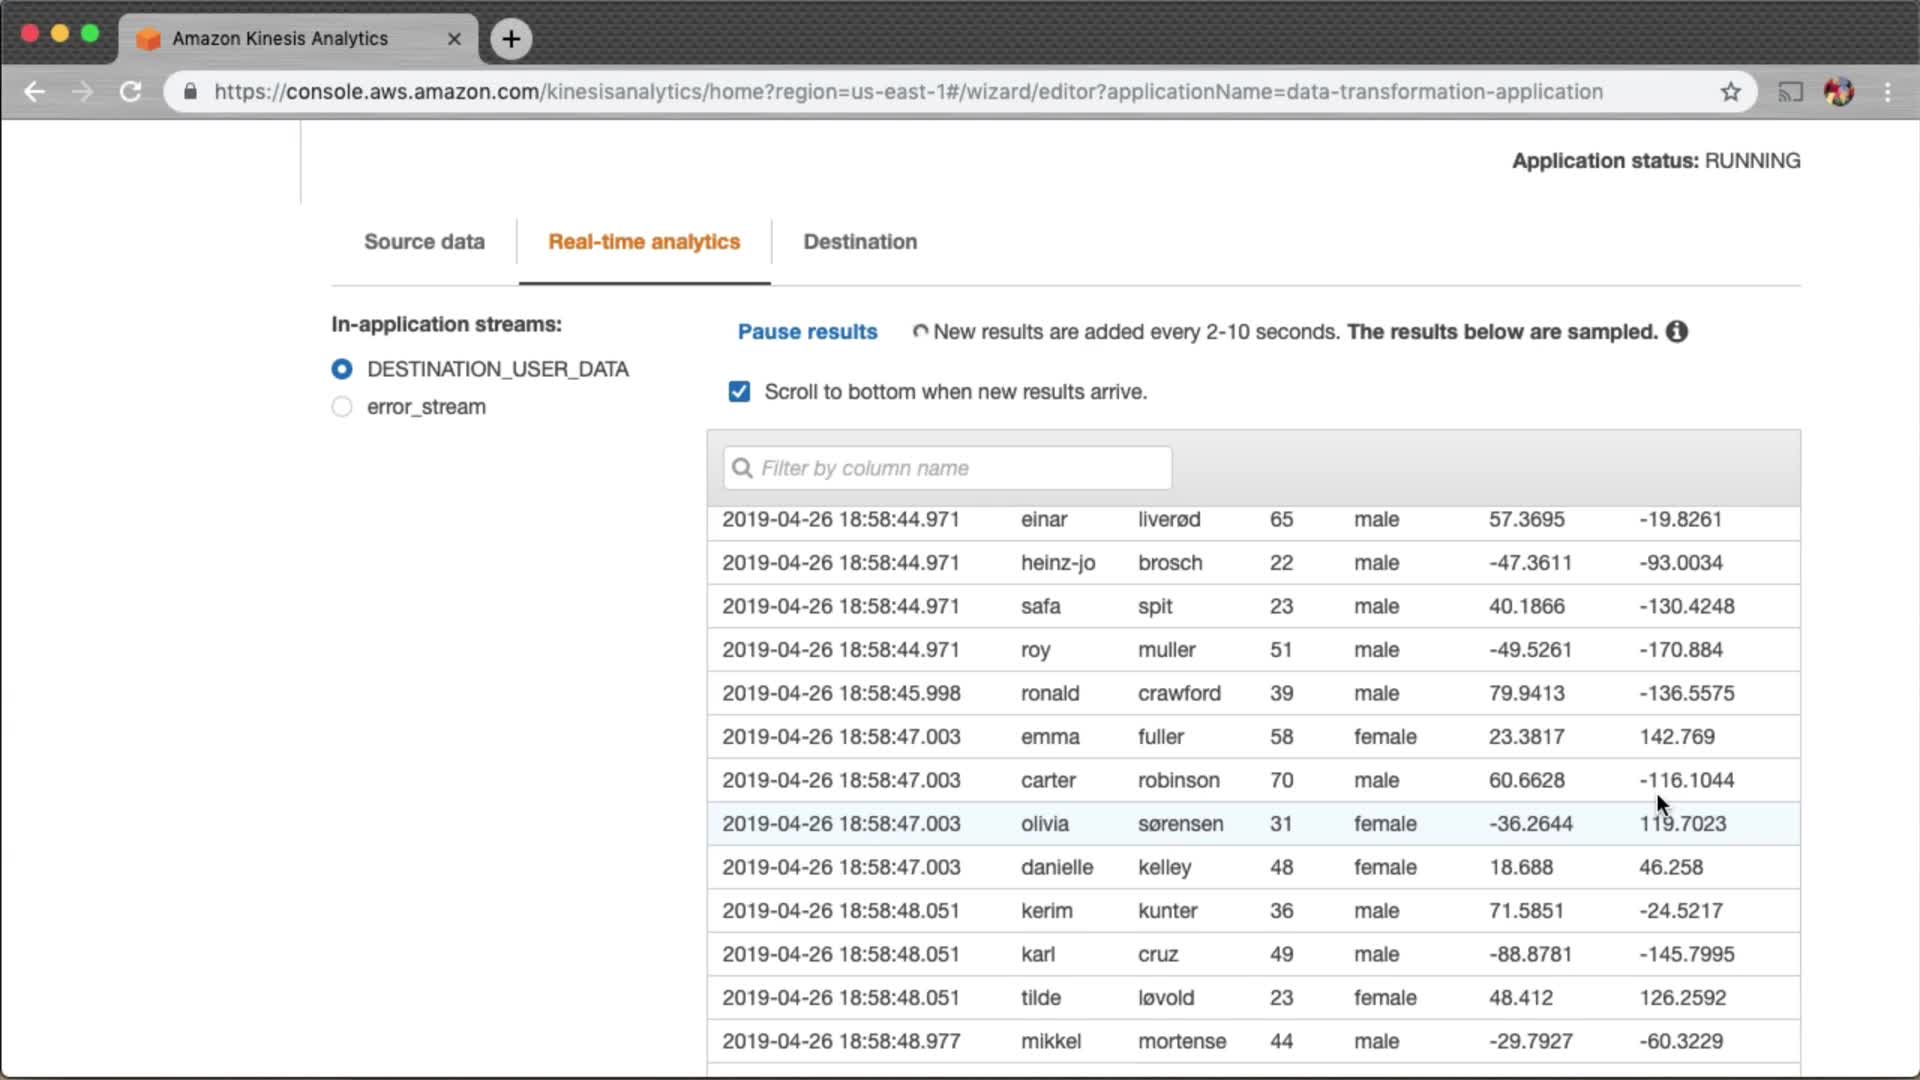 Amazon Kinesis Analytics
https://console.aws.amazon.com/kinesisanalytics/home?region=us-east-1#/wizard/editor?applicationName=data-transformation-application
Application status: RUNNING
Source data Real-time analytics Destination
In-application streams:
DESTINATION_USER_DATA
error_stream
Pause results New results are added every 2-10 seconds. The results below are sampled.
Scroll to bottom when new results arrive.
Filter by column name
2019-04-26 18:58:44.971 einar liverød 65 male 57.3695 -19.8261
2019-04-26 18:58:44.971 heinz-jo brosch 22 male -47.3611 -93.0034
2019-04-26 18:58:44.971 safa spit 23 male 40.1866 -130.4248
2019-04-26 18:58:44.971 roy muller 51 male -49.5261 -170.884
2019-04-26 18:58:45.998 ronald crawford 39 male 79.9413 -136.5575
2019-04-26 18:58:47.003 emma fuller 58 female 23.3817 142.769
2019-04-26 18:58:47.003 carter robinson 70 male 60.6628 -116.1044
2019-04-26 18:58:47.003 olivia sørensen 31 female -36.2644 119.7023
2019-04-26 18:58:47.003 danielle kelley 48 female 18.688 46.258
2019-04-26 18:58:48.051 kerim kunter 36 male 71.5851 -24.5217
2019-04-26 18:58:48.051 karl cruz 49 male -88.8781 -145.7995
2019-04-26 18:58:48.051 tilde løvold 23 female 48.412 126.2592
2019-04-26 18:58:48.977 mikkel mortense 44 male -29.7927 -60.3229